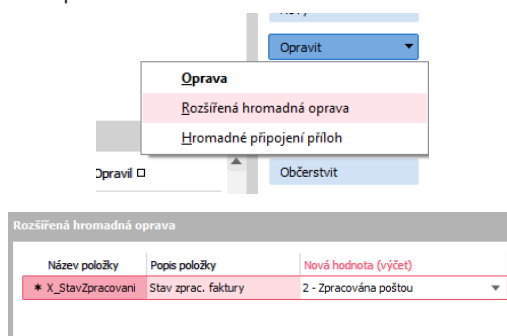 Opravit
Oprava
Rozšířená hromadná oprava
Hromadné připojení příloh
Opravil
Občerstvit
Rozšířená hromadná oprava
Název položky Popis položky Nová hodnota (výčet)
* X_StavZpracovani Stav zprac. faktury 2 - Zpracována poštou